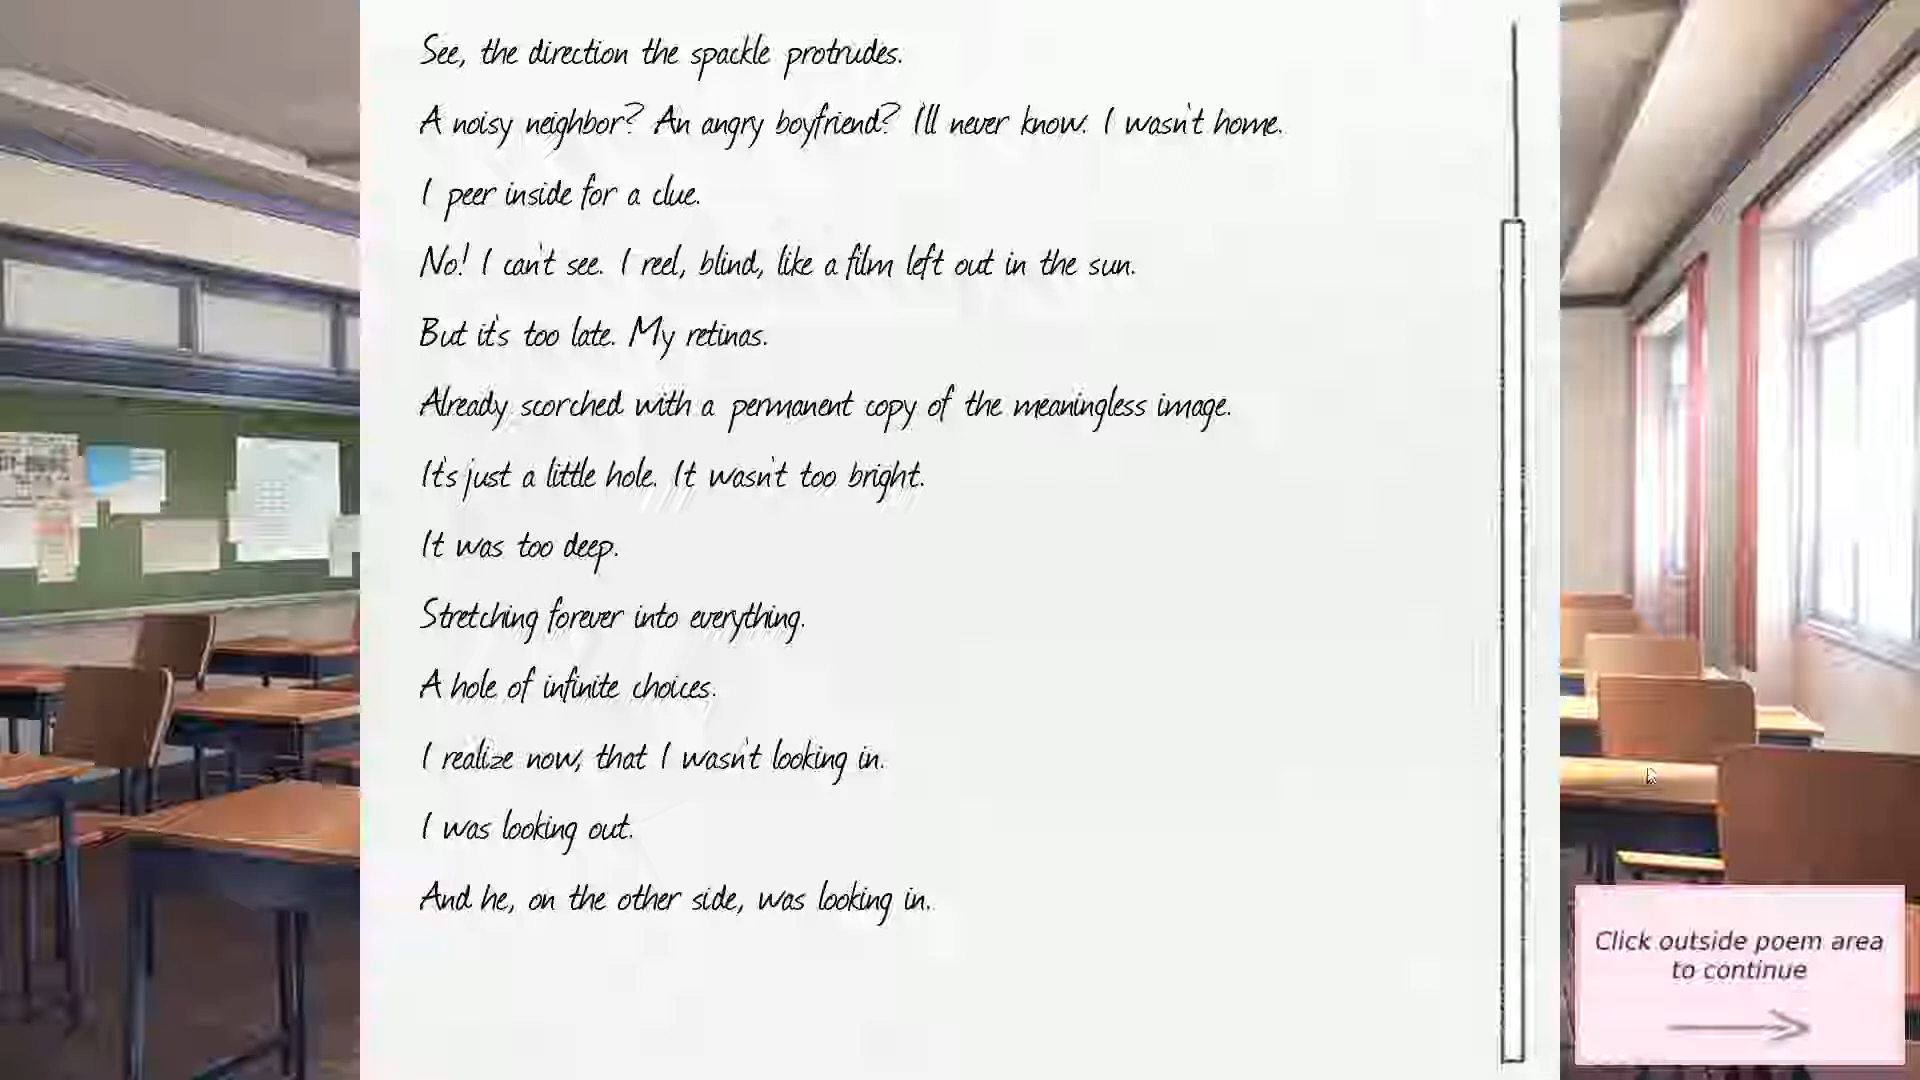 See, the direction the spackle protrudes.
A noisy neighbor? An angry boyfriend? I'll never know. I wasn't home.
I peer inside for a clue.
No! I can't see. I reel, blind, like a film left out in the sun.
But it's too late. My retinas.
Already scorched with a permanent copy of the meaningless image.
It's just a little hole. It wasn't too bright.
It was too deep.
Stretching forever into everything.
A hole of infinite choices.
I realize now, that I wasn't looking in.
I was looking out.
And he, on the other side, was looking in.
Click outside poem area
to continue